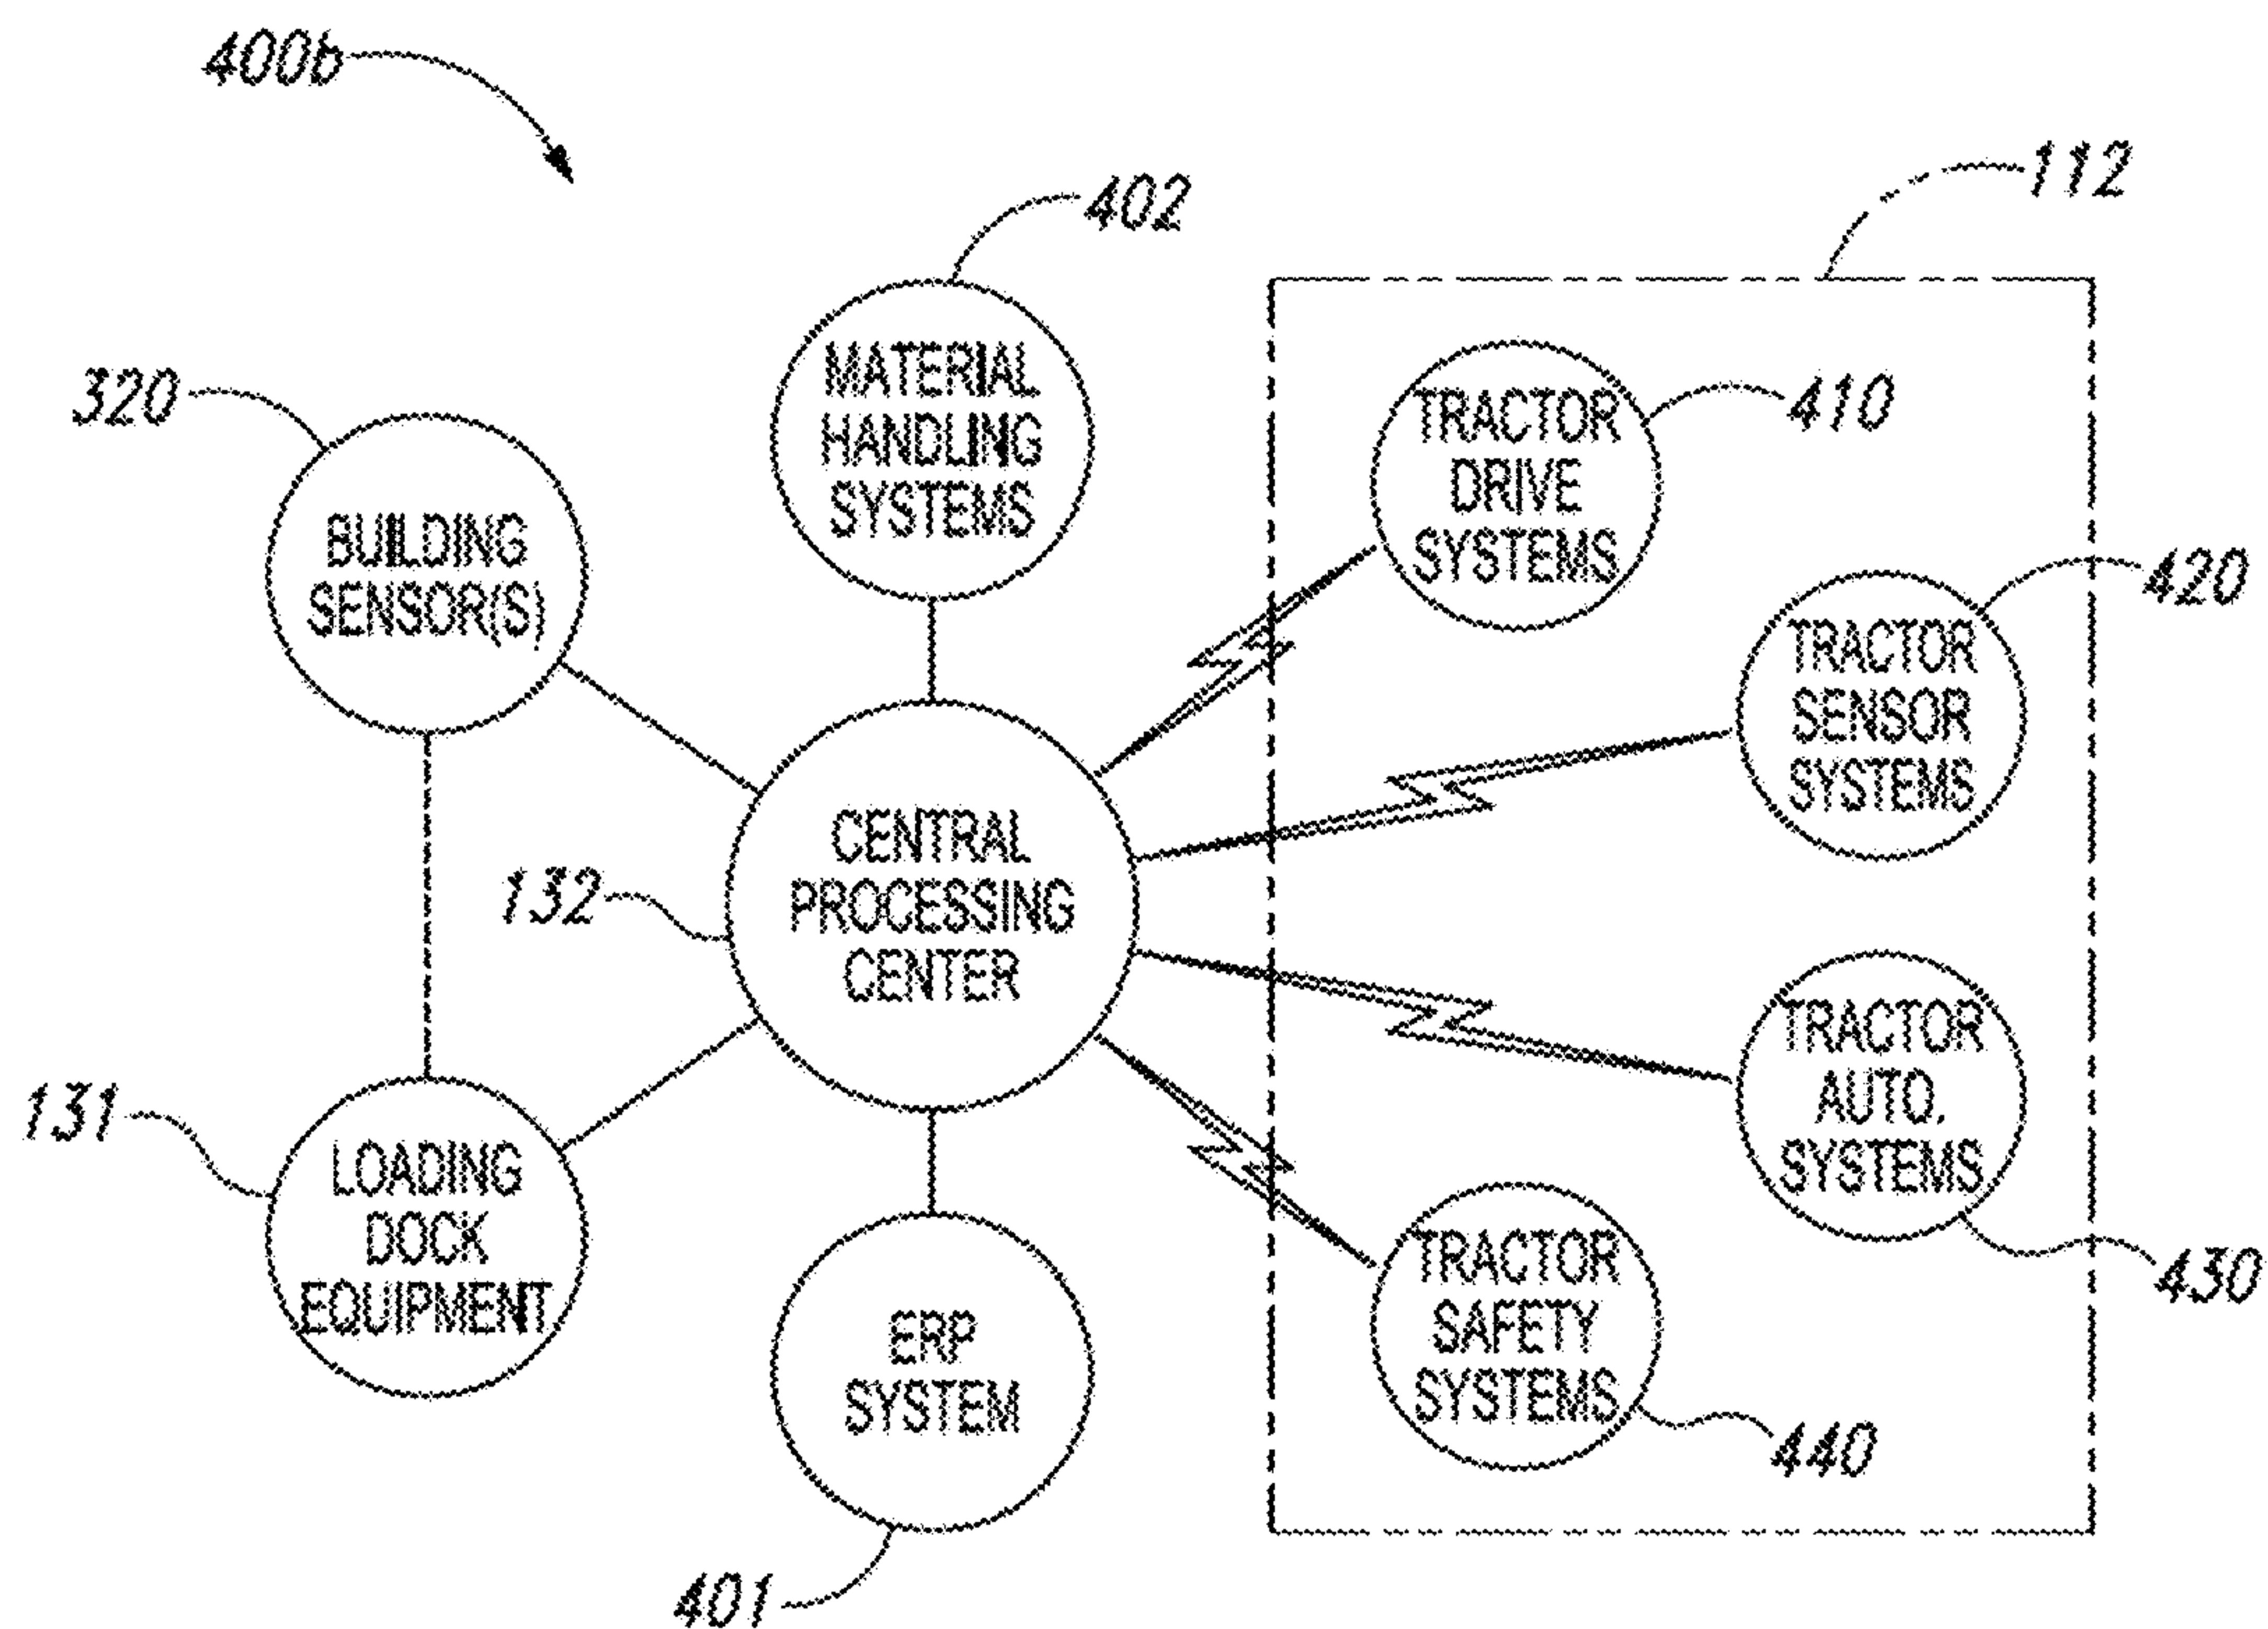 400b
402
112
MATERIAL
HANDLING
SYSTEMS
320
BUILDING
SENSOR(S)
TRACTOR
DRIVE
SYSTEMS
410
TRACTOR
SENSOR
SYSTEMS
420
132
CENTRAL
PROCESSING
CENTER
TRACTOR
AUTO.
SYSTEMS
430
131
LOADING
DOCK
EQUIPMENT
ERP
SYSTEM
401
TRACTOR
SAFETY
SYSTEMS
440